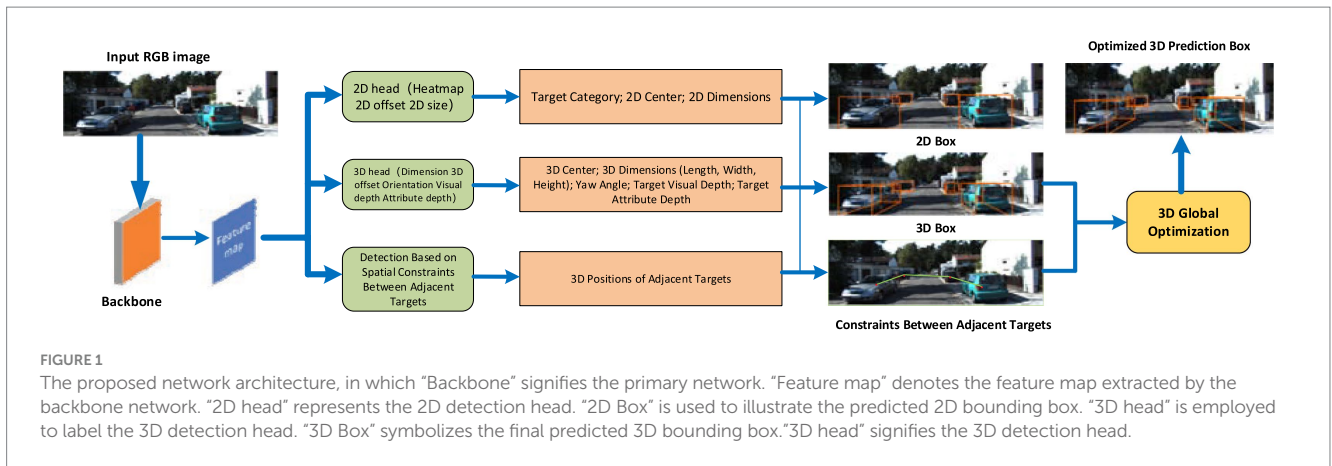 Input RGB image
Optimized 3D Prediction Box
2D head（Heatmap
2D offset 2D size）
Target Category; 2D Center; 2D Dimensions
2D Box
3D head（Dimension 3D
offset Orientation Visual
depth Attribute depth）
3D Center; 3D Dimensions (Length, Width,
Height); Yaw Angle; Target Visual Depth; Target
Attribute Depth
3D Box
3D Global
Optimization
Feature
map
Backbone
Detection Based on
Spatial Constraints
Between Adjacent
Targets
3D Positions of Adjacent Targets
Constraints Between Adjacent Targets
FIGURE 1
The proposed network architecture, in which “Backbone” signifies the primary network. “Feature map” denotes the feature map extracted by the
backbone network. “2D head” represents the 2D detection head. “2D Box” is used to illustrate the predicted 2D bounding box. “3D head” is employed
to label the 3D detection head. “3D Box” symbolizes the final predicted 3D bounding box.“3D head” signifies the 3D detection head.